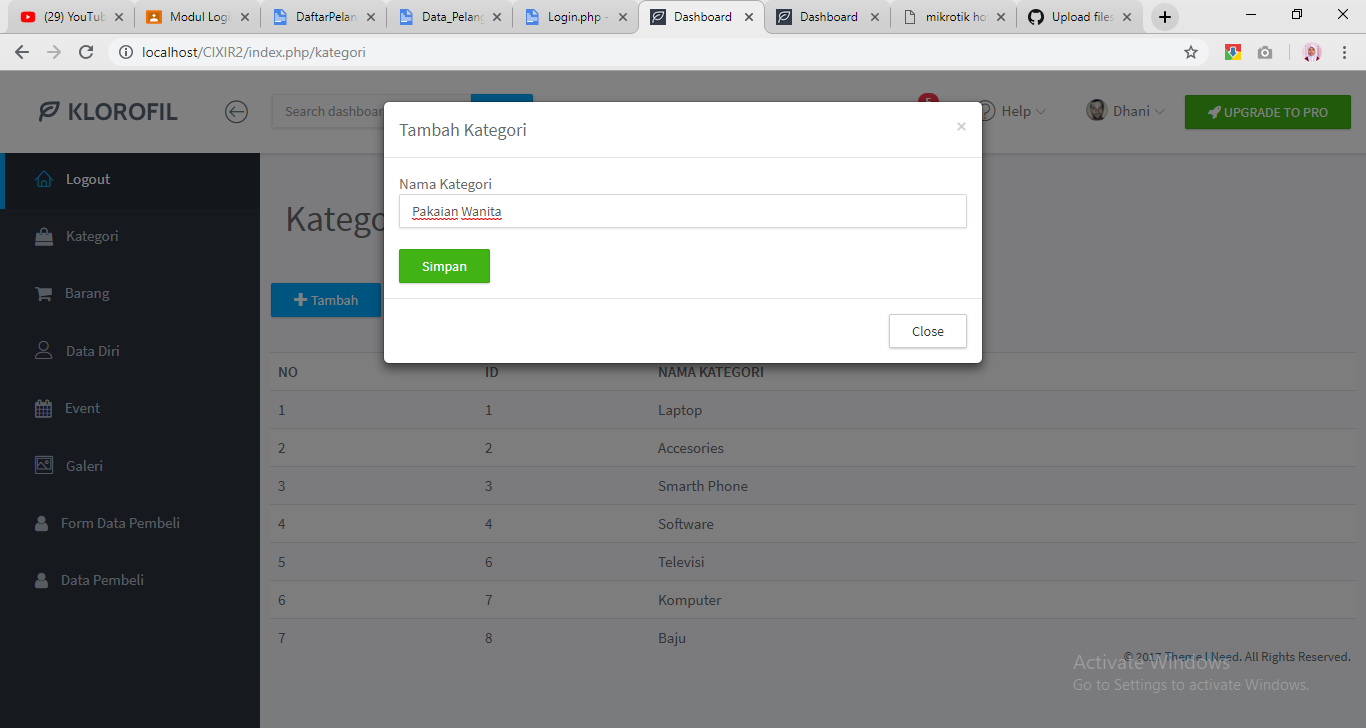 (29) YouTub
Modul Logi
DaftarPelan
Data_Pelang
Login.php -
Dashboard
Dashboard
mikrotik hot
Upload files
localhost/CIXIR2/index.php/kategori
KLOROFIL
Search dashboar
5
Help
Dhani
UPGRADE TO PRO
Tambah Kategori
×
Nama Kategori
Pakaian Wanita
Simpan
Close
Logout
Kategori
Barang
Data Diri
Event
Galeri
Form Data Pembeli
Data Pembeli
Katego
Tambah
NO ID NAMA KATEGORI
1 1 Laptop
2 2 Accesories
3 3 Smarth Phone
4 4 Software
5 6 Televisi
6 7 Komputer
7 8 Baju
© 2017 Theme I Need. All Rights Reserved.
Activate Windows
Go to Settings to activate Windows.